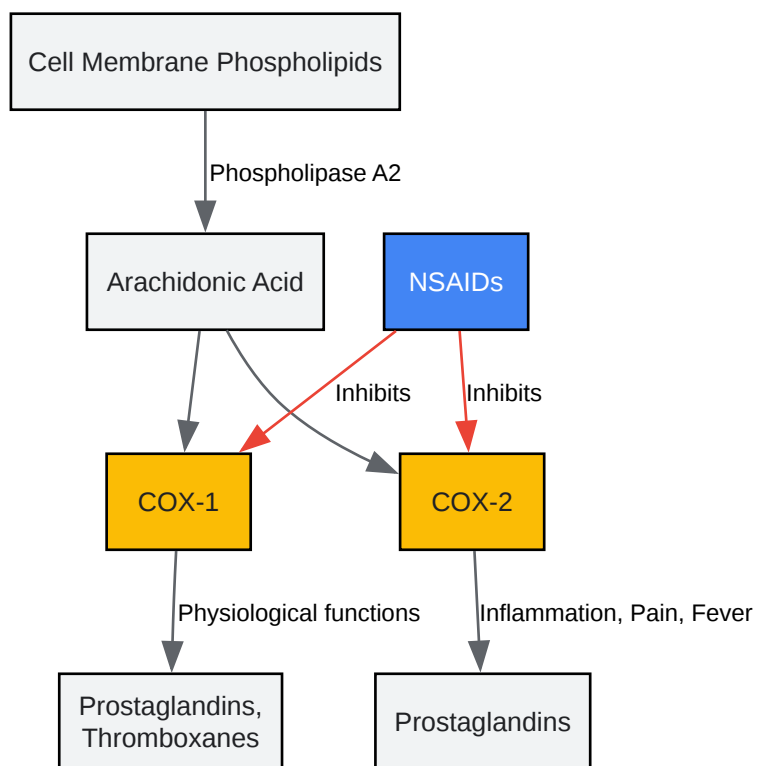 Cell Membrane Phospholipids
Phospholipase A2
Arachidonic Acid
NSAIDs
Inhibits
Inhibits
COX-1
COX-2
Physiological functions
Inflammation, Pain, Fever
Prostaglandins,
Thromboxanes
Prostaglandins